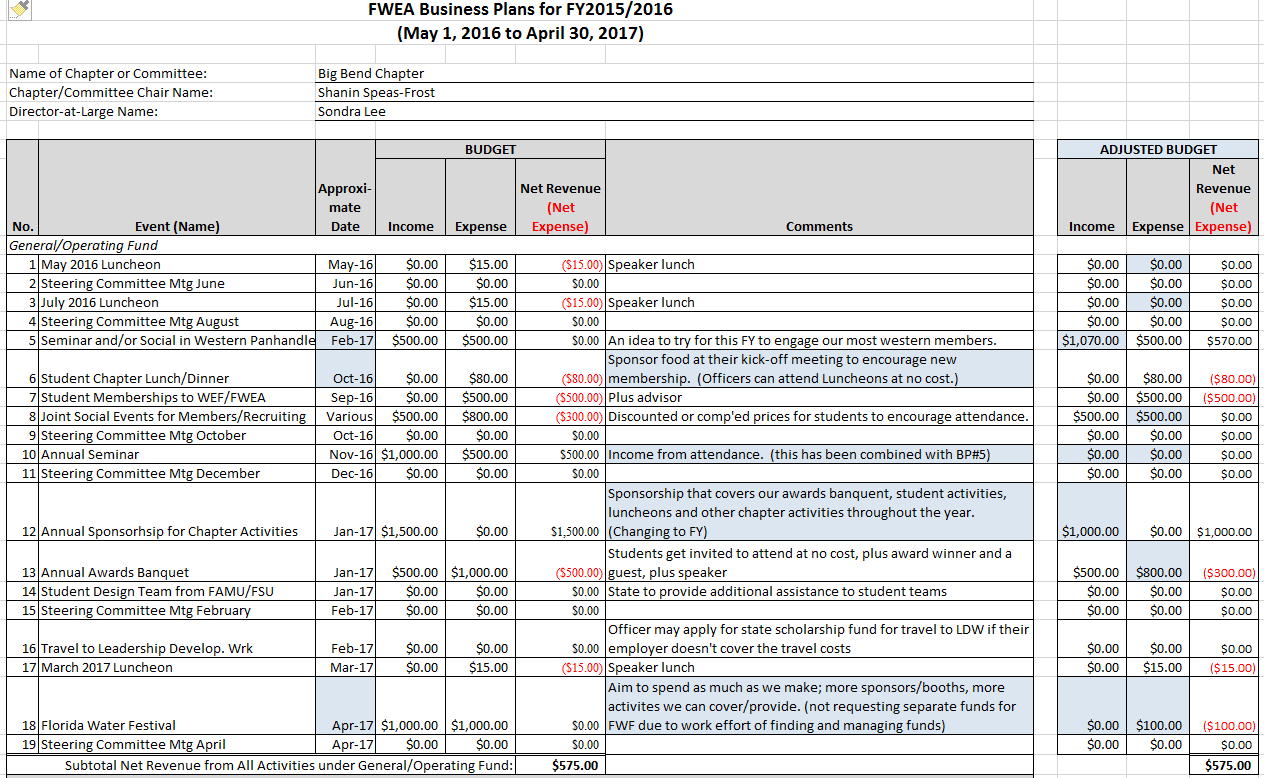 FWEA Business Plans for FY2015/2016
(May 1, 2016 to April 30, 2017)
Name of Chapter or Committee: Big Bend Chapter
Chapter/Committee Chair Name: Shanin Speas-Frost
Director-at-Large Name: Sondra Lee
BUDGET ADJUSTED BUDGET
No. Event (Name) Approxi-mate Date Income Expense Net Revenue (Net Expense) Comments Income Expense Net Revenue (Net Expense)
General/Operating Fund
1 May 2016 Luncheon May-16 $0.00 $15.00 ($15.00) Speaker lunch $0.00 $0.00 $0.00
2 Steering Committee Mtg June Jun-16 $0.00 $0.00 $0.00 $0.00 $0.00 $0.00
3 July 2016 Luncheon Jul-16 $0.00 $15.00 ($15.00) Speaker lunch $0.00 $0.00 $0.00
4 Steering Committee Mtg August Aug-16 $0.00 $0.00 $0.00 $0.00 $0.00 $0.00
5 Seminar and/or Social in Western Panhandle Feb-17 $500.00 $500.00 $0.00 An idea to try for this FY to engage our most western members. $1,070.00 $500.00 $570.00
Sponsor food at their kick-off meeting to encourage new
6 Student Chapter Lunch/Dinner Oct-16 $0.00 $80.00 ($80.00) membership. (Officers can attend Luncheons at no cost.) $0.00 $80.00 ($80.00)
7 Student Memberships to WEF/FWEA Sep-16 $0.00 $500.00 ($500.00) Plus advisor $0.00 $500.00 ($500.00)
8 Joint Social Events for Members/Recruiting Various $500.00 $800.00 ($300.00) Discounted or comp'ed prices for students to encourage attendance. $500.00 $500.00 $0.00
9 Steering Committee Mtg October Oct-16 $0.00 $0.00 $0.00 $0.00 $0.00 $0.00
10 Annual Seminar Nov-16 $1,000.00 $500.00 $500.00 Income from attendance. (this has been combined with BP#5) $0.00 $0.00 $0.00
11 Steering Committee Mtg December Dec-16 $0.00 $0.00 $0.00 $0.00 $0.00 $0.00
Sponsorship that covers our awards banquent, student activities,
luncheons and other chapter activities throughout the year.
12 Annual Sponsorhsip for Chapter Activities Jan-17 $1,500.00 $0.00 $1,500.00 (Changing to FY) $1,000.00 $0.00 $1,000.00
Students get invited to attend at no cost, plus award winner and a
13 Annual Awards Banquet Jan-17 $500.00 $1,000.00 ($500.00) guest, plus speaker $500.00 $800.00 ($300.00)
14 Student Design Team from FAMU/FSU Jan-17 $0.00 $0.00 $0.00 State to provide additional assistance to student teams $0.00 $0.00 $0.00
15 Steering Committee Mtg February Feb-17 $0.00 $0.00 $0.00 $0.00 $0.00 $0.00
Officer may apply for state scholarship fund for travel to LDW if their
16 Travel to Leadership Develop. Wrk Feb-17 $0.00 $0.00 $0.00 employer doesn't cover the travel costs $0.00 $0.00 $0.00
17 March 2017 Luncheon Mar-17 $0.00 $15.00 ($15.00) Speaker lunch $0.00 $15.00 ($15.00)
Aim to spend as much as we make; more sponsors/booths, more
activites we can cover/provide. (not requesting separate funds for
18 Florida Water Festival Apr-17 $1,000.00 $1,000.00 $0.00 FWF due to work effort of finding and managing funds) $0.00 $100.00 ($100.00)
19 Steering Committee Mtg April Apr-17 $0.00 $0.00 $0.00 $0.00 $0.00 $0.00
Subtotal Net Revenue from All Activities under General/Operating Fund: $575.00 $575.00